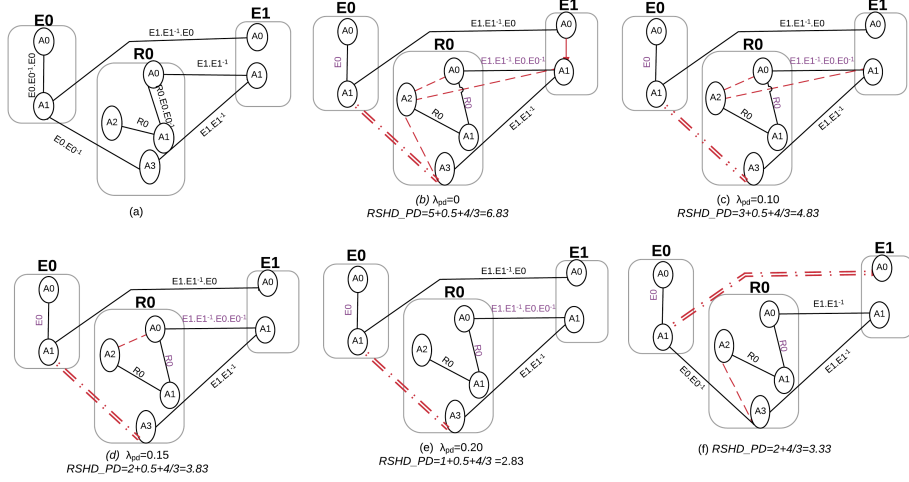 E0
E1
A0
A0
E1.E1⁻¹.E0
R0
E0.E0⁻¹.E0
A0
E1.E1⁻¹
A1
A1
R0.E0.E0⁻¹
A2
R0
A1
E0.E0⁻¹
A3
E1.E1⁻¹
(a)
E0
E1
A0
A0
E1.E1⁻¹.E0
R0
E0
A0
E1.E1⁻¹.E0.E0⁻¹
A1
A1
A2
R0
R0
A1
E1.E1⁻¹
A3
(b) λpd=0
RSHD_PD=5+0.5+4/3=6.83
E0
E1
A0
A0
E1.E1⁻¹.E0
R0
E0
A0
E1.E1⁻¹.E0.E0⁻¹
A1
A1
A2
R0
R0
A1
E1.E1⁻¹
A3
(c) λpd=0.10
RSHD_PD=3+0.5+4/3=4.83
E0
E1
A0
A0
E1.E1⁻¹.E0
R0
E0
A0
E1.E1⁻¹.E0.E0⁻¹
A1
A1
A2
R0
R0
A1
E1.E1⁻¹
A3
(d) λpd=0.15
RSHD_PD=2+0.5+4/3=3.83
E0
E1
A0
A0
E1.E1⁻¹.E0
R0
E0
A0
E1.E1⁻¹.E0.E0⁻¹
A1
A1
A2
R0
R0
A1
E1.E1⁻¹
A3
(e) λpd=0.20
RSHD_PD=1+0.5+4/3 =2.83
E0
E1
A0
A0
R0
E0
A0
E1.E1⁻¹
A1
A1
A2
R0
R0
A1
E0.E0⁻¹
E1.E1⁻¹
A3
(f) RSHD_PD=2+4/3=3.33